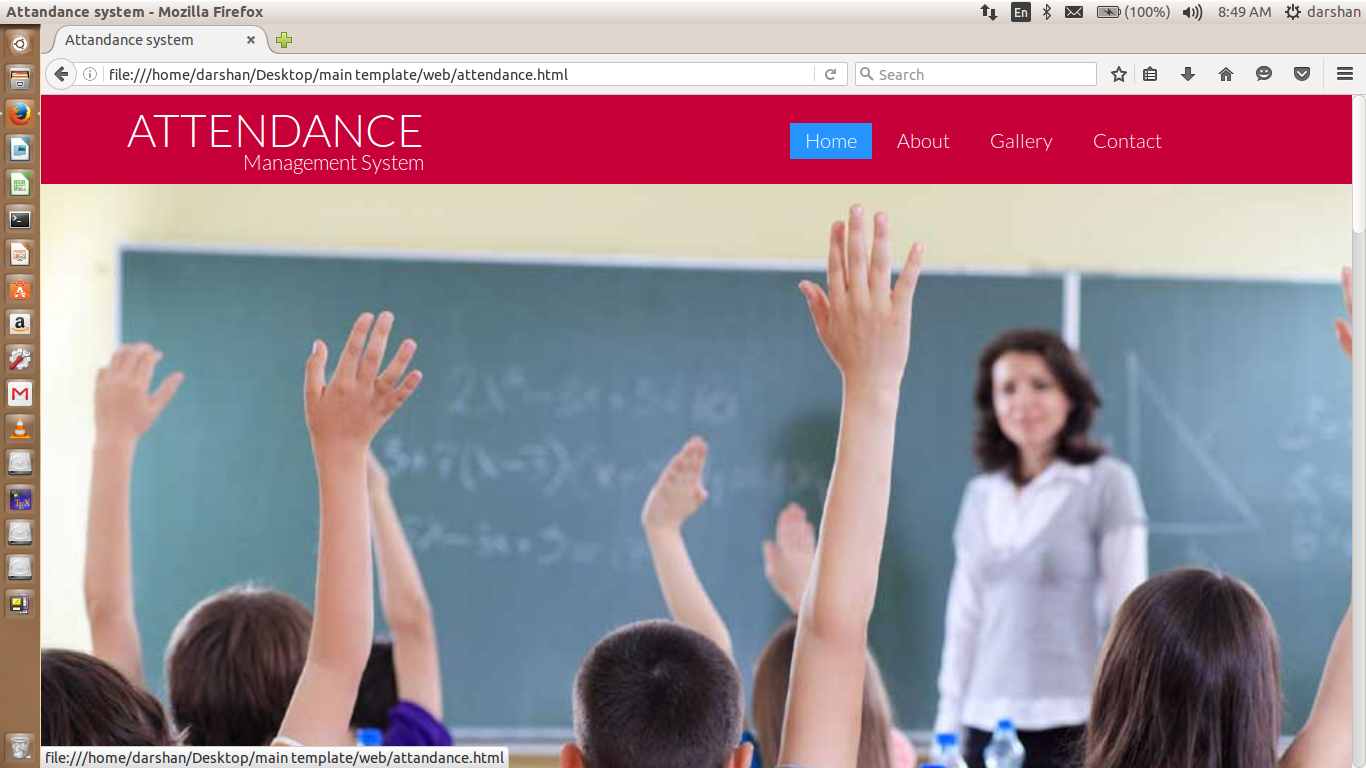 Attandance system - Mozilla Firefox
En
(100%)
8:49 AM
darshan
Attandance system
file:///home/darshan/Desktop/main template/web/attendance.html
Search
ATTENDANCE
Management System
Home
About
Gallery
Contact
file:///home/darshan/Desktop/main template/web/attandance.html